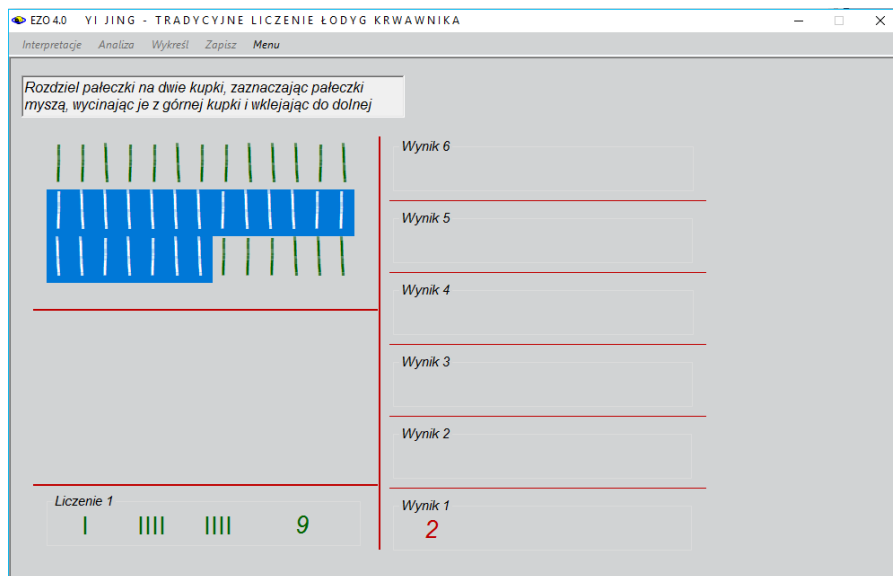 EZO 4.0 YI JING - TRADYCYJNE LICZENIE ŁODYG KRWAWNIKA
Interpretacje Analiza Wykreśl Zapisz Menu
Rozdziel pałeczki na dwie kupki, zaznaczając pałeczki
myszą, wycinając je z górnej kupki i wklejając do dolnej
Wynik 6
Wynik 5
Wynik 4
Wynik 3
Wynik 2
Liczenie 1
I IIII IIII 9
Wynik 1
2